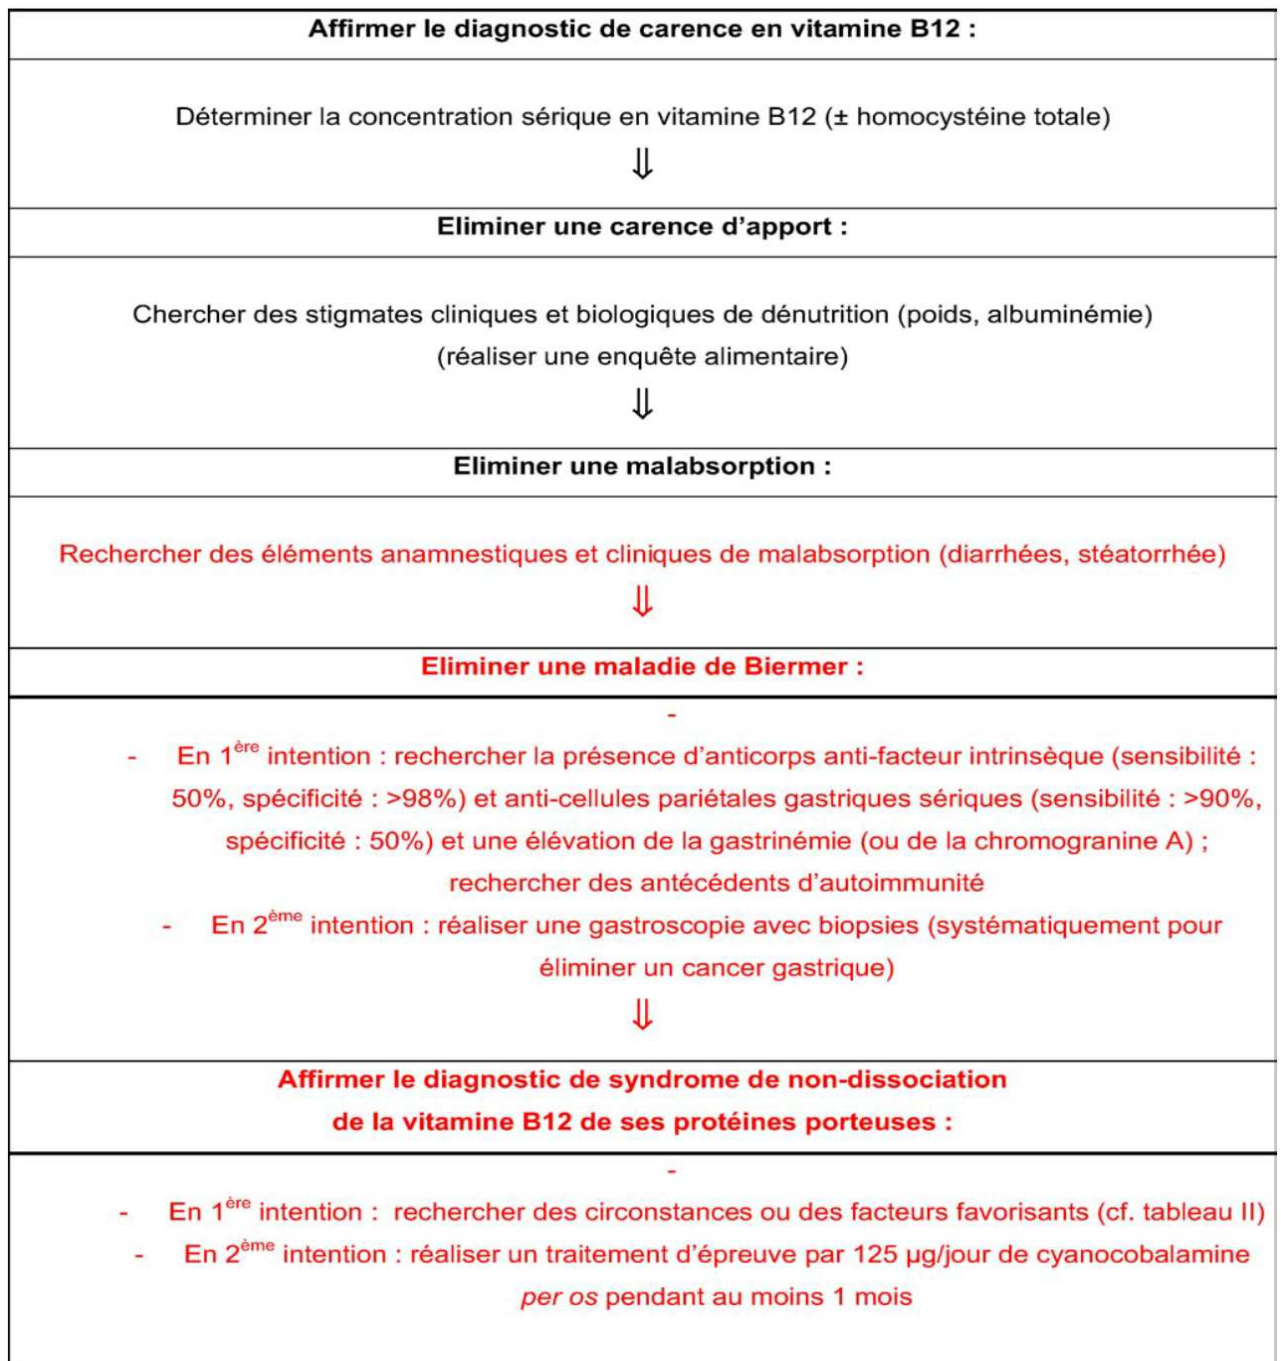 Affirmer le diagnostic de carence en vitamine B12 :
Déterminer la concentration sérique en vitamine B12 (± homocystéine totale)
⇓
Eliminer une carence d'apport :
Chercher des stigmates cliniques et biologiques de dénutrition (poids, albuminémie)
(réaliser une enquête alimentaire)
⇓
Eliminer une malabsorption :
Rechercher des éléments anamnestiques et cliniques de malabsorption (diarrhées, stéatorrhée)
⇓
Eliminer une maladie de Biermer :
-
- En 1ère intention : rechercher la présence d'anticorps anti-facteur intrinsèque (sensibilité :
50%, spécificité : >98%) et anti-cellules pariétales gastriques sériques (sensibilité : >90%,
spécificité : 50%) et une élévation de la gastrinémie (ou de la chromogranine A) ;
rechercher des antécédents d'autoimmunité
- En 2ème intention : réaliser une gastroscopie avec biopsies (systématiquement pour
éliminer un cancer gastrique)
⇓
Affirmer le diagnostic de syndrome de non-dissociation
de la vitamine B12 de ses protéines porteuses :
-
- En 1ère intention : rechercher des circonstances ou des facteurs favorisants (cf. tableau II)
- En 2ème intention : réaliser un traitement d'épreuve par 125 µg/jour de cyanocobalamine
per os pendant au moins 1 mois